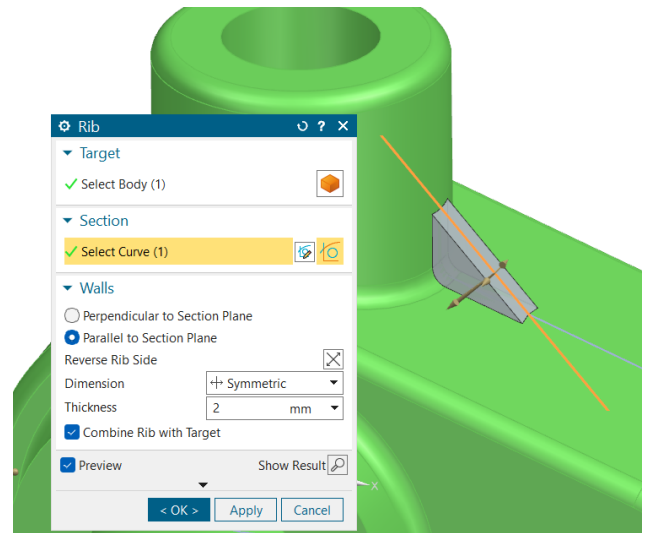 Rib
Target
Select Body (1)
Section
Select Curve (1)
Walls
Perpendicular to Section Plane
Parallel to Section Plane
Reverse Rib Side
Dimension Symmetric
Thickness 2 mm
Combine Rib with Target
Preview Show Result
< OK > Apply Cancel
X